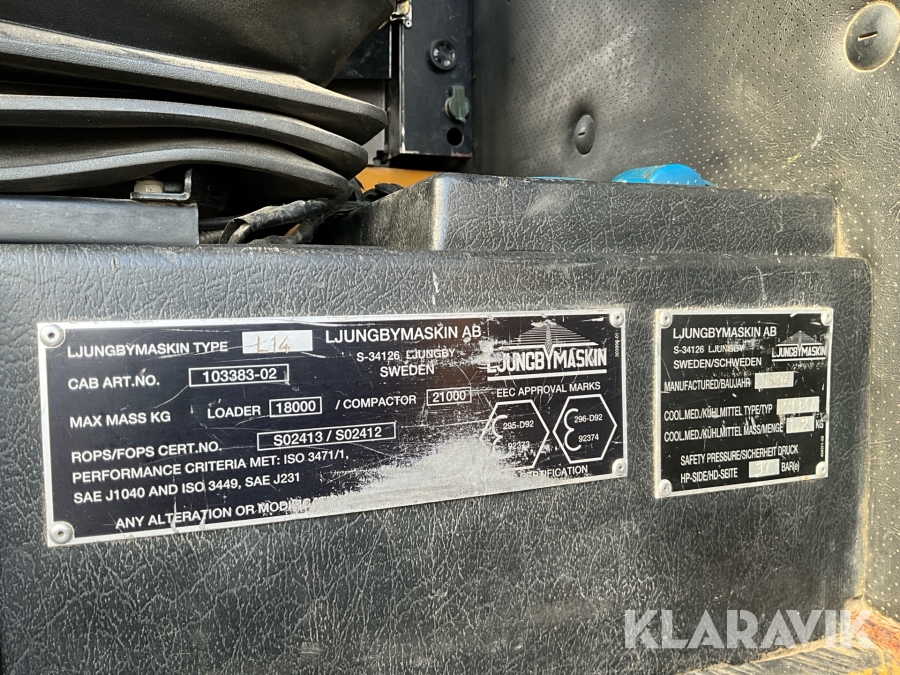 LJUNGBYMASKIN TYPE L14
LJUNGBYMASKIN AB
S-34126 LJUNGBY
SWEDEN
LJUNGBYMASKIN
CAB ART.NO. 103383-02
MAX MASS KG LOADER 18000 / COMPACTOR 21000
EEC APPROVAL MARKS
295-D92
92373
296-D92
92374
ROPS/FOPS CERT.NO. S02413 / S02412
PERFORMANCE CRITERIA MET: ISO 3471/1,
SAE J1040 AND ISO 3449, SAE J231
ANY ALTERATION OR
LJUNGBYMASKIN AB
S-34126 LJUNGBY
SWEDEN/SCHWEDEN
LJUNGBYMASKIN
MANUFACTURED/BAUJAHR
COOL.MED./KÜHLMITTEL TYPE/TYP
COOL.MED./KÜHLMITTEL MASS/MENGE KG
SAFETY PRESSURE/SICHERHEIT DRUCK
HP-SIDE/HD-SEITE BAR(e)
KLARAVIK